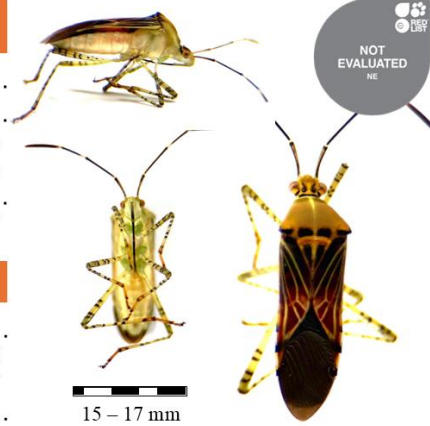 RED
LIST
NOT
EVALUATED
NE
15 – 17 mm